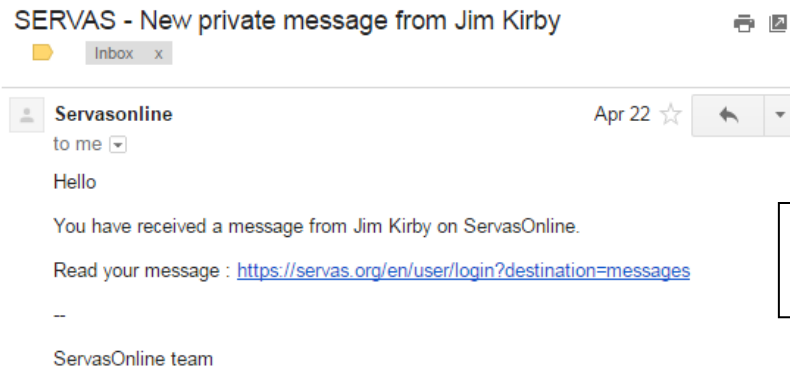 SERVAS - New private message from Jim Kirby
Inbox x
Servasonline
Apr 22
to me
Hello
You have received a message from Jim Kirby on ServasOnline.
Read your message : https://servas.org/en/user/login?destination=messages
--
ServasOnline team